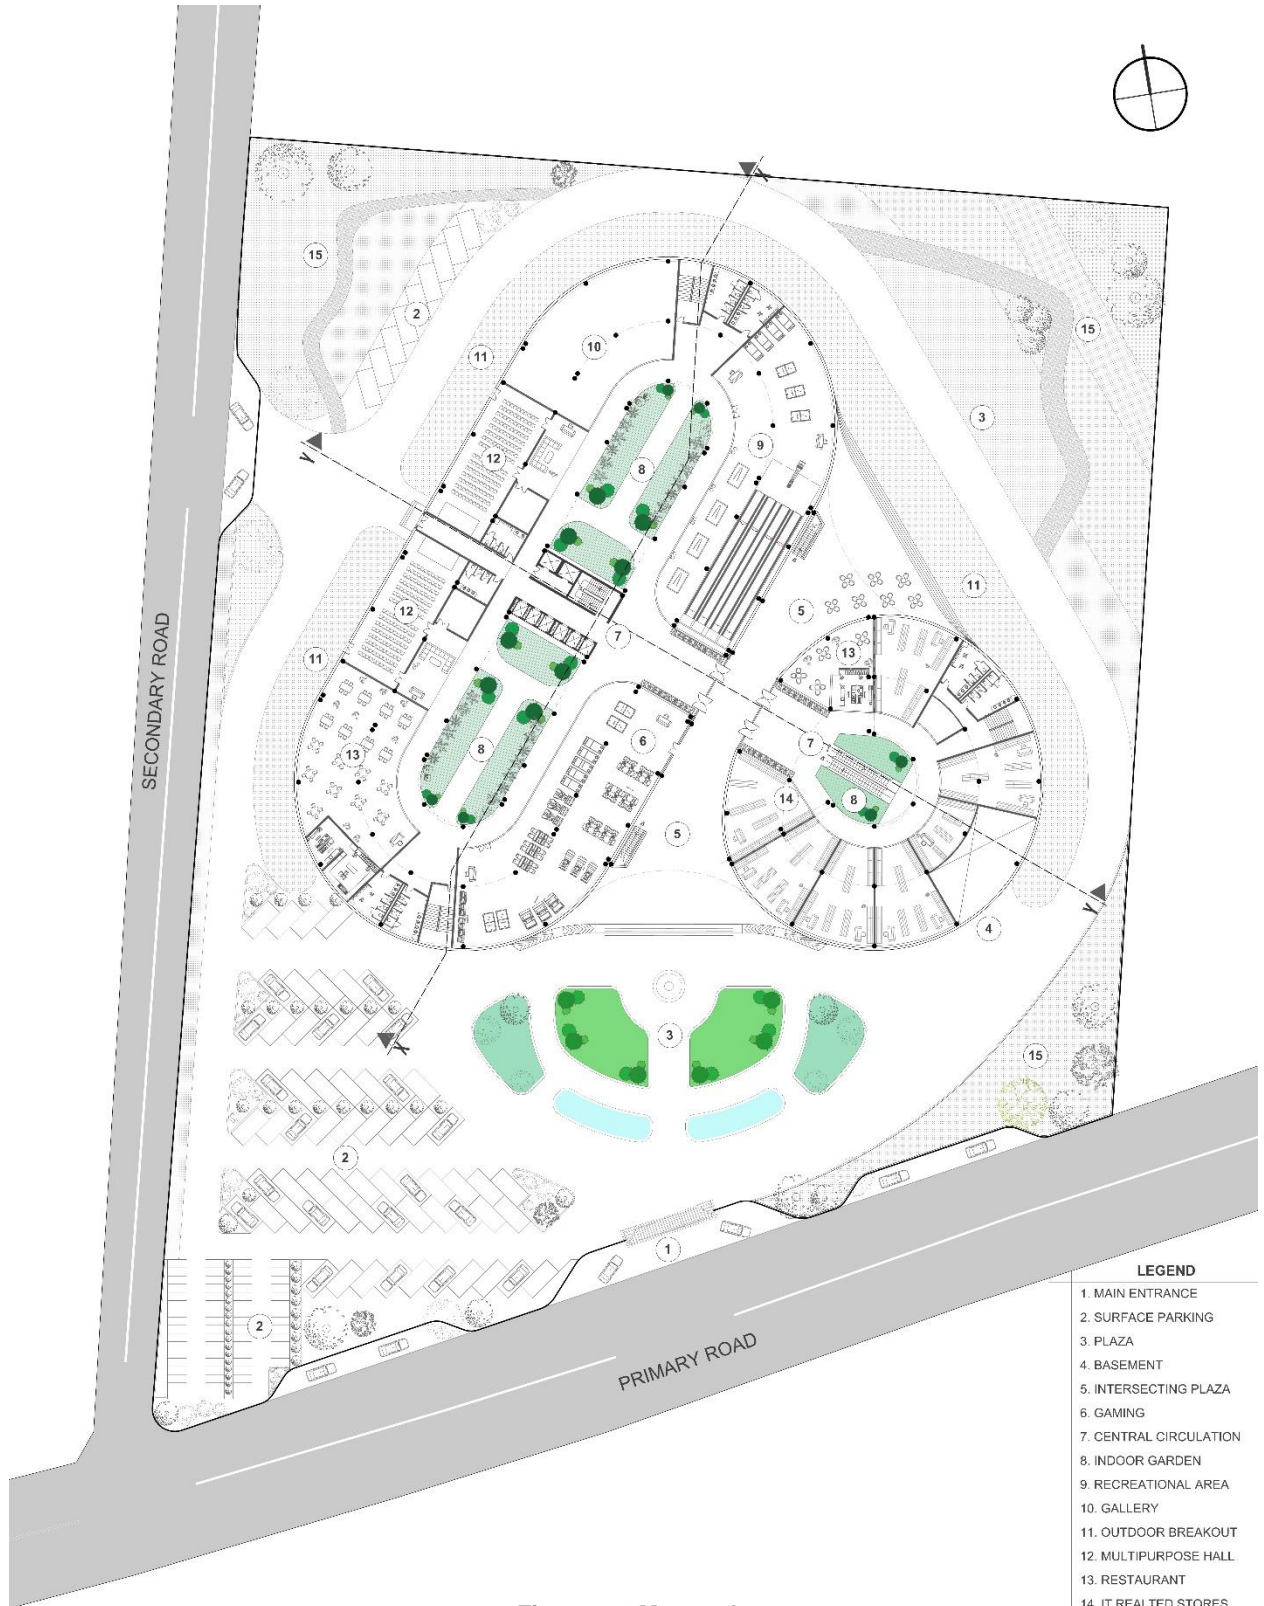 X
15
2
15
11
10
3
9
Y
12
8
11
5
12
7
13
11
6
7
13
8
14
8
5
SECONDARY ROAD
Y
4
3
X
15
2
1
2
PRIMARY ROAD
LEGEND
1. MAIN ENTRANCE
2. SURFACE PARKING
3. PLAZA
4. BASEMENT
5. INTERSECTING PLAZA
6. GAMING
7. CENTRAL CIRCULATION
8. INDOOR GARDEN
9. RECREATIONAL AREA
10. GALLERY
11. OUTDOOR BREAKOUT
12. MULTIPURPOSE HALL
13. RESTAURANT
14. IT REALTED STORES